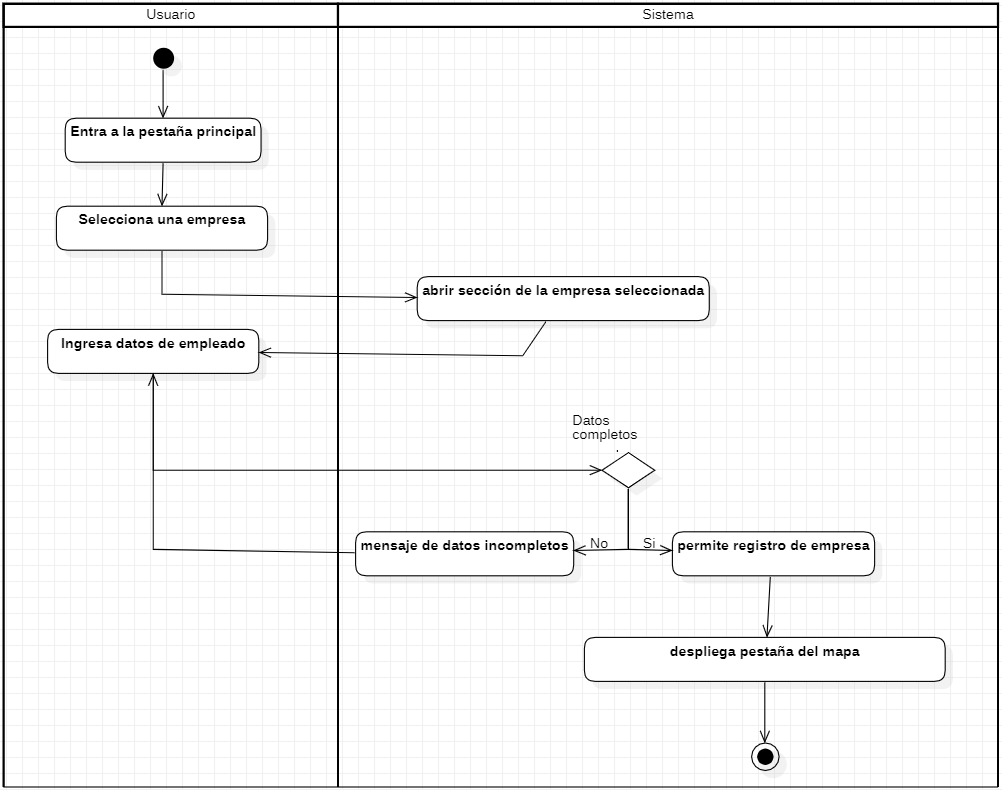 Usuario
Sistema
Entra a la pestaña principal
Selecciona una empresa
abrir sección de la empresa seleccionada
Ingresa datos de empleado
Datos
completos
mensaje de datos incompletos
No
Si
permite registro de empresa
despliega pestaña del mapa